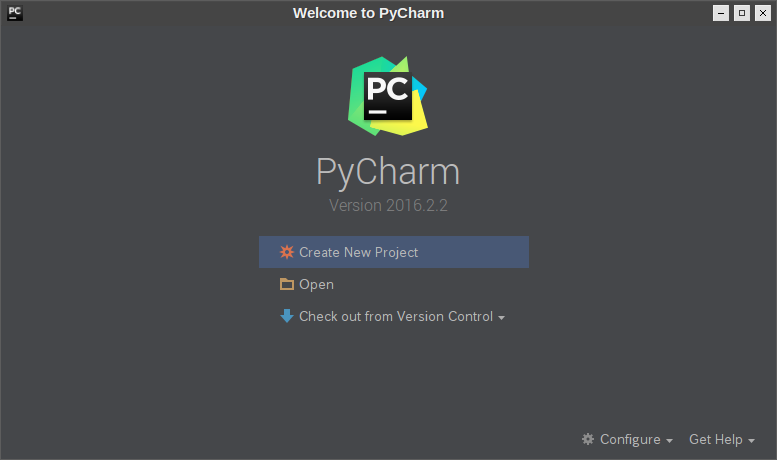 PC
Welcome to PyCharm
PC
PyCharm
Version 2016.2.2
Create New Project
Open
Check out from Version Control
Configure
Get Help